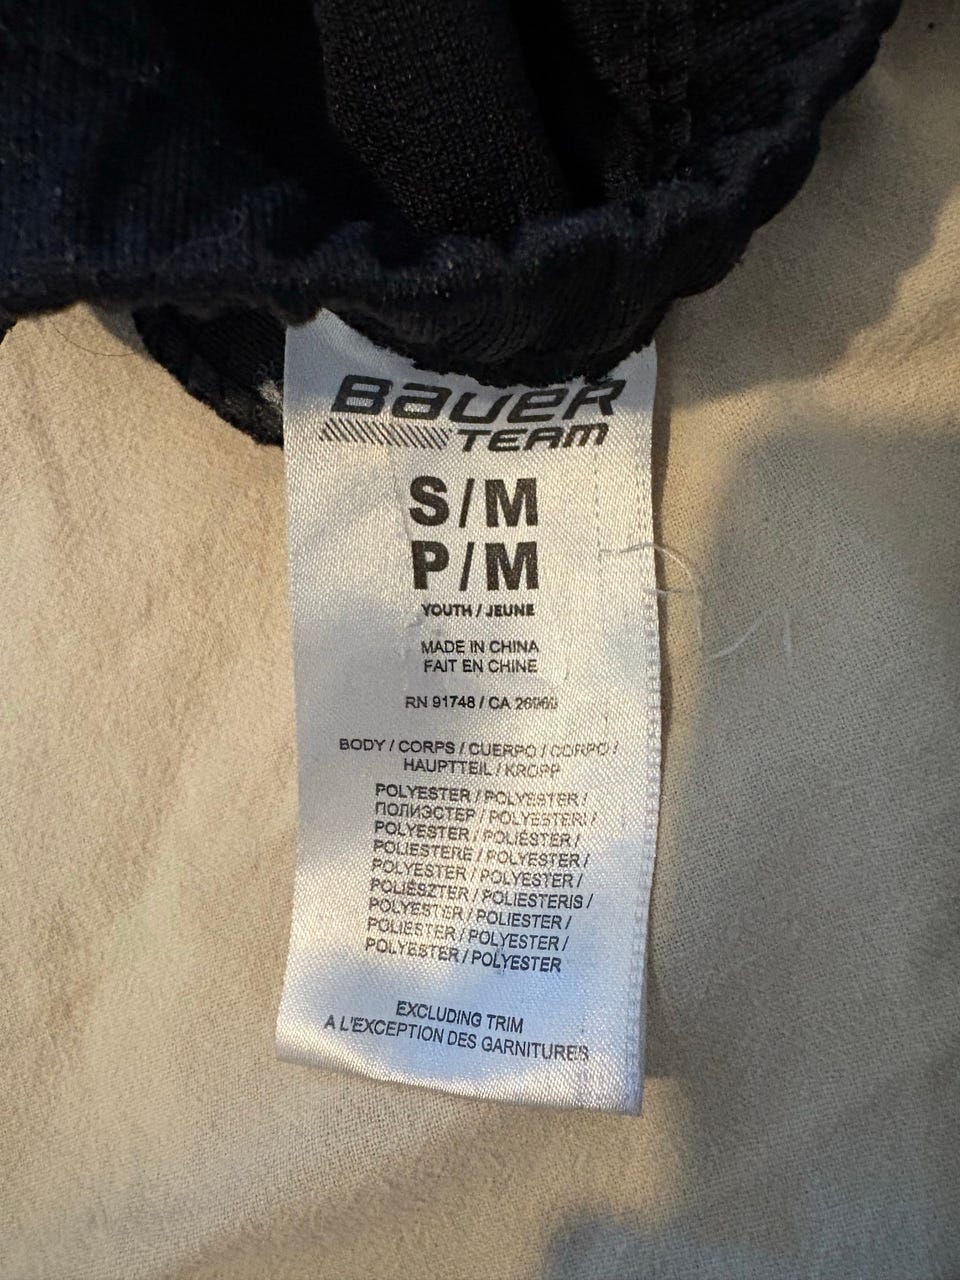 BAUER
TEAM
S/M
P/M
YOUTH / JEUNE
MADE IN CHINA
FAIT EN CHINE
RN 91748 / CA 26969
BODY / CORPS / CUERPO / CORPO /
HAUPTTEIL / KROPP
POLYESTER / POLYESTER /
ПОЛИЭСТЕР / POLYESTERI /
POLYESTER / POLIÉSTER /
POLIESTERE / POLYESTER /
POLYESTER / POLYESTER /
POLIÉSZTER / POLIESTERIS /
POLYESTER / POLIESTER /
POLIESTER / POLYESTER /
POLYESTER / POLYESTER
EXCLUDING TRIM
A L'EXCEPTION DES GARNITURES